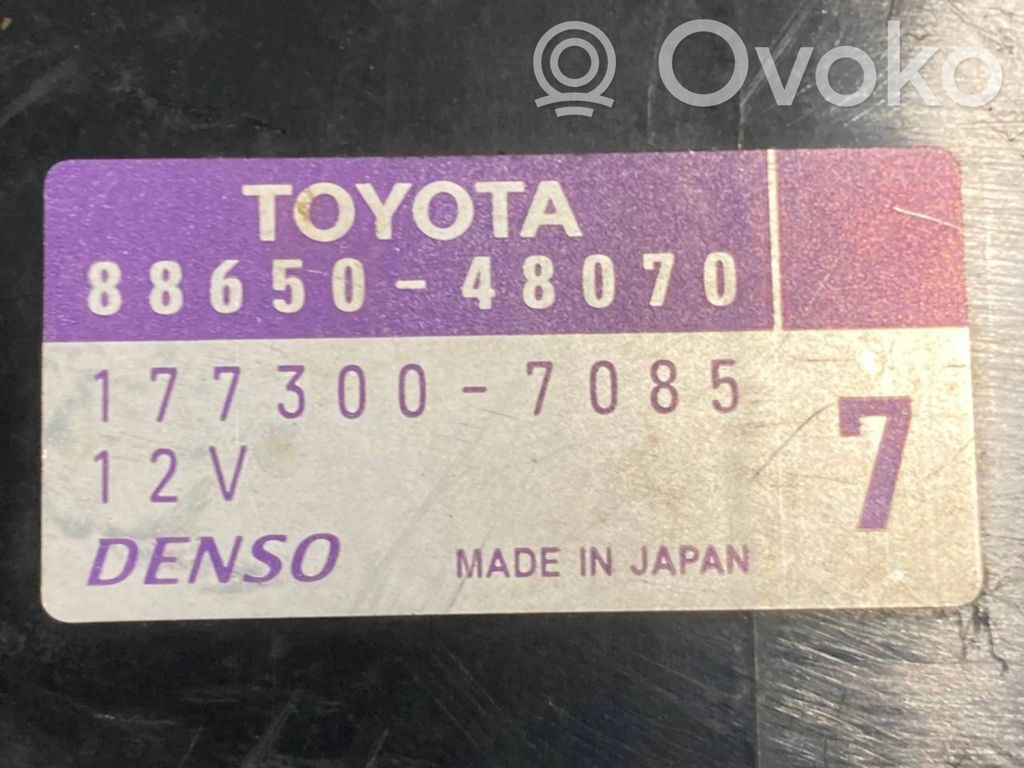 Ovoko
TOYOTA
88650-48070
177300-7085
12V
7
DENSO
MADE IN JAPAN